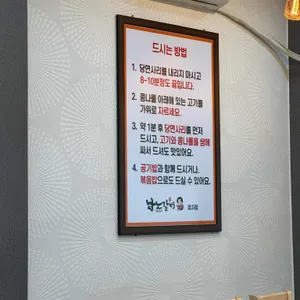 드시는 방법
1. 당면사리를 내리지 마시고
8~10분정도 끓입니다.
2. 콩나물 아래에 있는 고기를
가위로 자르세요.
3. 약 1분 후 당면사리를 먼저
드시고, 고기와 콩나물을 쌈에
싸서 드셔도 맛있어요.
4. 공기밥과 함께 드시거나,
볶음밥으로도 드실 수 있어요.